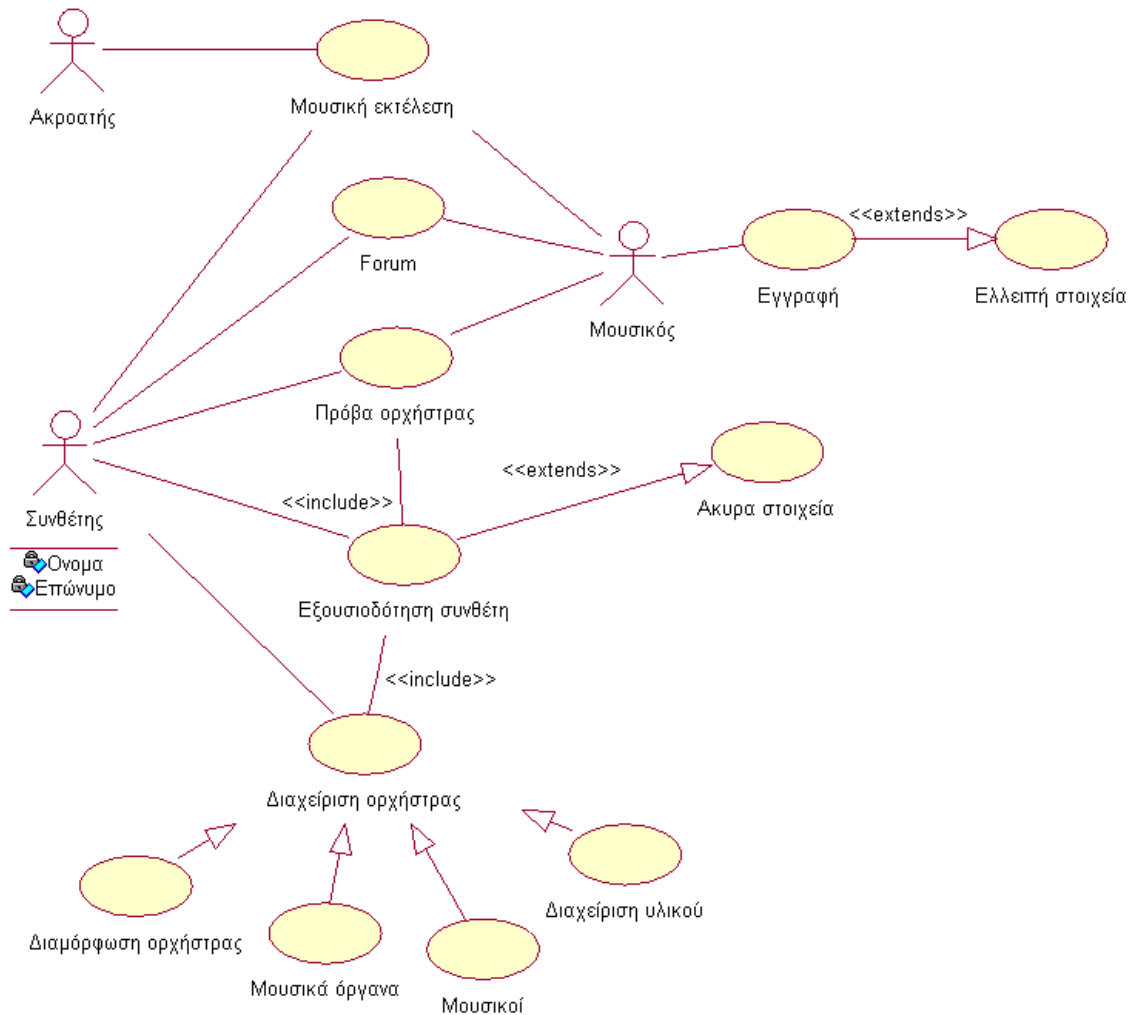 Ακροατής
Μουσική εκτέλεση
Forum
Μουσικός
<<extends>>
Εγγραφή
Ελλειπή στοιχεία
Πρόβα ορχήστρας
Συνθέτης
Ονομα
Επώνυμο
<<include>>
<<extends>>
Ακυρα στοιχεία
Εξουσιοδότηση συνθέτη
<<include>>
Διαχείριση ορχήστρας
Διαμόρφωση ορχήστρας
Μουσικά όργανα
Μουσικοί
Διαχείριση υλικού